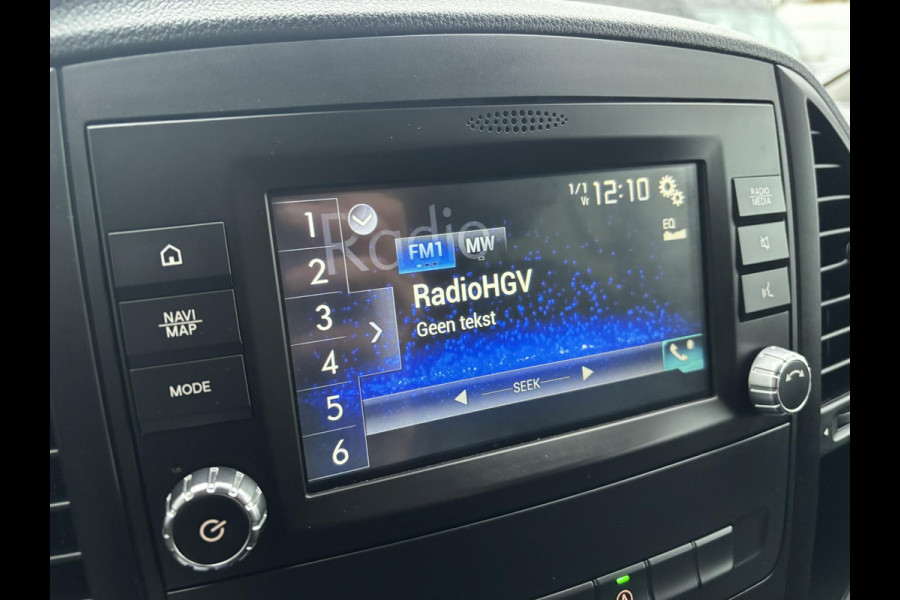 1/1
Vr 12:10
Radio
FM1 MW
EQ
RadioHGV
Geen tekst
SEEK
1
2
3
4
5
6
NAVI
MAP
MODE
RADIO
MEDIA
A